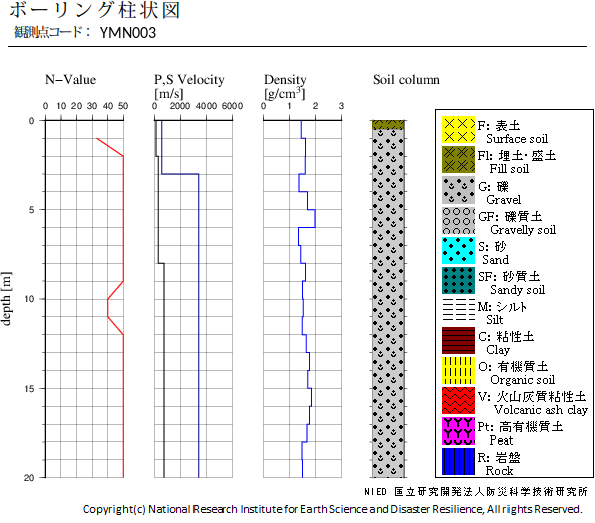 ボーリング柱状図
観測点コード： YMN003
N−Value
P,S Velocity
[m/s]
Density
[g/cm3]
Soil column
0 10 20 30 40 50
0 2000 4000 6000
0 1 2 3
0
5
10
15
20
depth [m]
F: 表土
Surface soil
Fl: 埋土・盛土
Fill soil
G: 礫
Gravel
GF: 礫質土
Gravelly soil
S: 砂
Sand
SF: 砂質土
Sandy soil
M: シルト
Silt
C: 粘性土
Clay
O: 有機質土
Organic soil
V: 火山灰質粘性土
Volcanic ash clay
Pt: 高有機質土
Peat
R: 岩盤
Rock
NIED 国立研究開発法人防災科学技術研究所
Copyright(c) National Research Institute for Earth Science and Disaster Resilience, All rights Reserved.